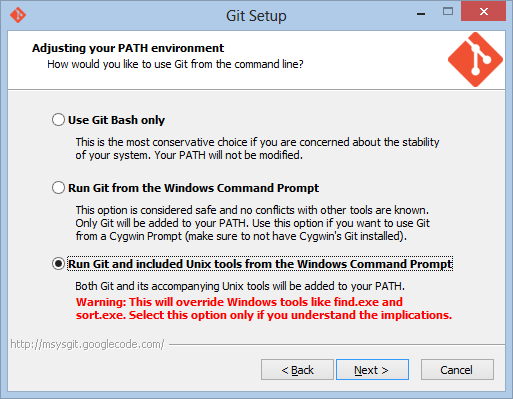 Git Setup
Adjusting your PATH environment
How would you like to use Git from the command line?
Use Git Bash only
This is the most conservative choice if you are concerned about the stability
of your system. Your PATH will not be modified.
Run Git from the Windows Command Prompt
This option is considered safe and no conflicts with other tools are known.
Only Git will be added to your PATH. Use this option if you want to use Git
from a Cygwin Prompt (make sure to not have Cygwin's Git installed).
Run Git and included Unix tools from the Windows Command Prompt
Both Git and its accompanying Unix tools will be added to your PATH.
Warning: This will override Windows tools like find.exe and
sort.exe. Select this option only if you understand the implications.
http://msysgit.googlecode.com/
< Back
Next >
Cancel